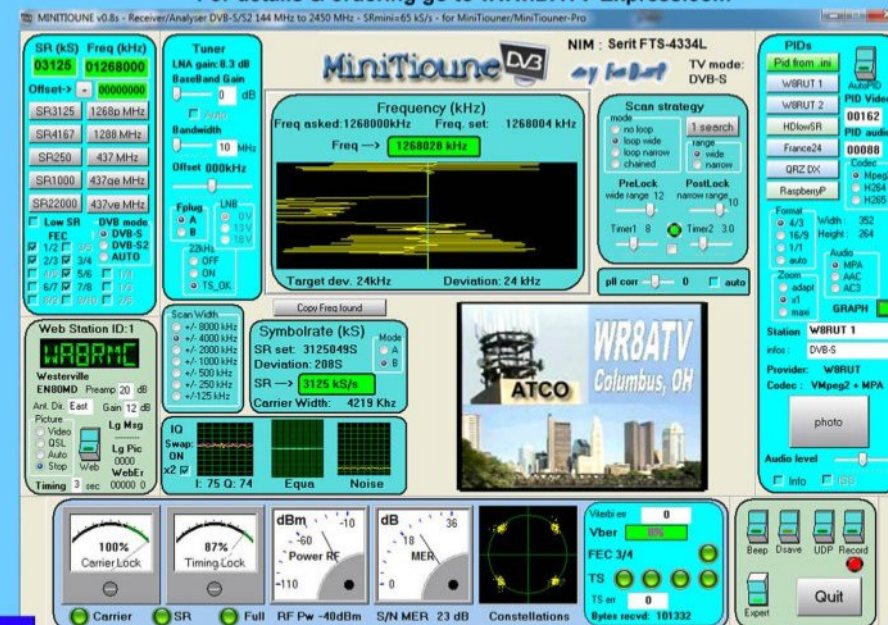 For details & ordering go to www.DATV-Express.com
MINITIOUNE v0.8s - Receiver/Analyser DVB-S/S2 144 MHz to 2450 MHz - SRmini=65 kS/s - for MiniTiouner/MiniTiouner-Pro
SR (kS) Freq (kHz)
03125 01268000
Offset-> - 00000000
SR3125 1268p MHz
SR4167 1288 MHz
SR250 437 MHz
SR1000 437qe MHz
SR22000 437ve MHz
Low SR
FEC
1/2 3/5
2/3 3/4
4/5 5/6 1/4
6/7 7/8 1/3
8/9 9/10 2/5
DVB mode
DVB-S
DVB-S2
AUTO
Tuner
LNA gain: 8.3 dB
BaseBand Gain
0 dB
Auto
Bandwidth
10 MHz
Offset 000kHz
Fplug
A
B
LNB
0V
13V
18V
22kHz
OFF
ON
TS_OK
MiniTioune DVB
Frequency (kHz)
Freq asked:1268000kHz Freq. set: 1268004 kHz
Freq ---> 1268028 kHz
Target dev. 24kHz Deviation: 24 kHz
NIM : Serit FTS-4334L
TV mode:
DVB-S
Scan strategy
mode
no loop
loop wide
loop narrow
chained
1 search
range
wide
narrow
PreLock PostLock
wide range 12 narrow range
10
Timer1 8 Timer2 3.0
pll corr 0 auto
PIDs
Pid from .ini
W8RUT 1
W8RUT 2
HDlowSR
France24
QRZ DX
RaspberryP
AutoPID
PID Video
00162
PID audio
00088
Codec
Mpeg2
H264
H265
Format
4/3
16/9
1/1
auto
Width: 352
Height: 264
Zoom
adapt
x1
maxi
Audio
MPA
AAC
AC3
GRAPH
Station W8RUT 1
infos : DVB-S
Provider: W8RUT
Codec : VMpeg2 + MPA
photo
Audio level
Info ISS
Web Station ID:1
WA8RMC
Westerville
EN80MD Preamp 20 dB
Ant. Dir. East Gain 12 dB
Picture
Video
QSL
Auto
Stop
Web
Lg Msg
Lg Pic
0000
WebEr
00000 0
Timing 3 sec
Scan Width
+/- 8000 kHz
+/- 4000 kHz
+/- 2000 kHz
+/- 1000 kHz
+/- 500 kHz
+/- 250 kHz
+/-125 kHz
Copy Freq found
Symbolrate (kS)
SR set: 3125049S
Deviation: 208S
SR ---> 3125 kS/s
Carrier Width: 4219 Khz
Mode
A
B
IQ
Swap:
ON
x2
I: 75 Q: 74 Equa Noise
ATCO
WR8ATV
Columbus, OH
100%
Carrier Lock
87%
Timing Lock
Carrier SR Full
dBm -10
-60
Power RF
-110
RF Pw -40dBm
dB 36
18
MER
0
S/N MER 23 dB
Constellations
Viterbi err 0
Vber 0%
FEC 3/4
TS
TS err 0
Bytes recvd: 101332
Beep Dsave UDP Record
Expert
Quit